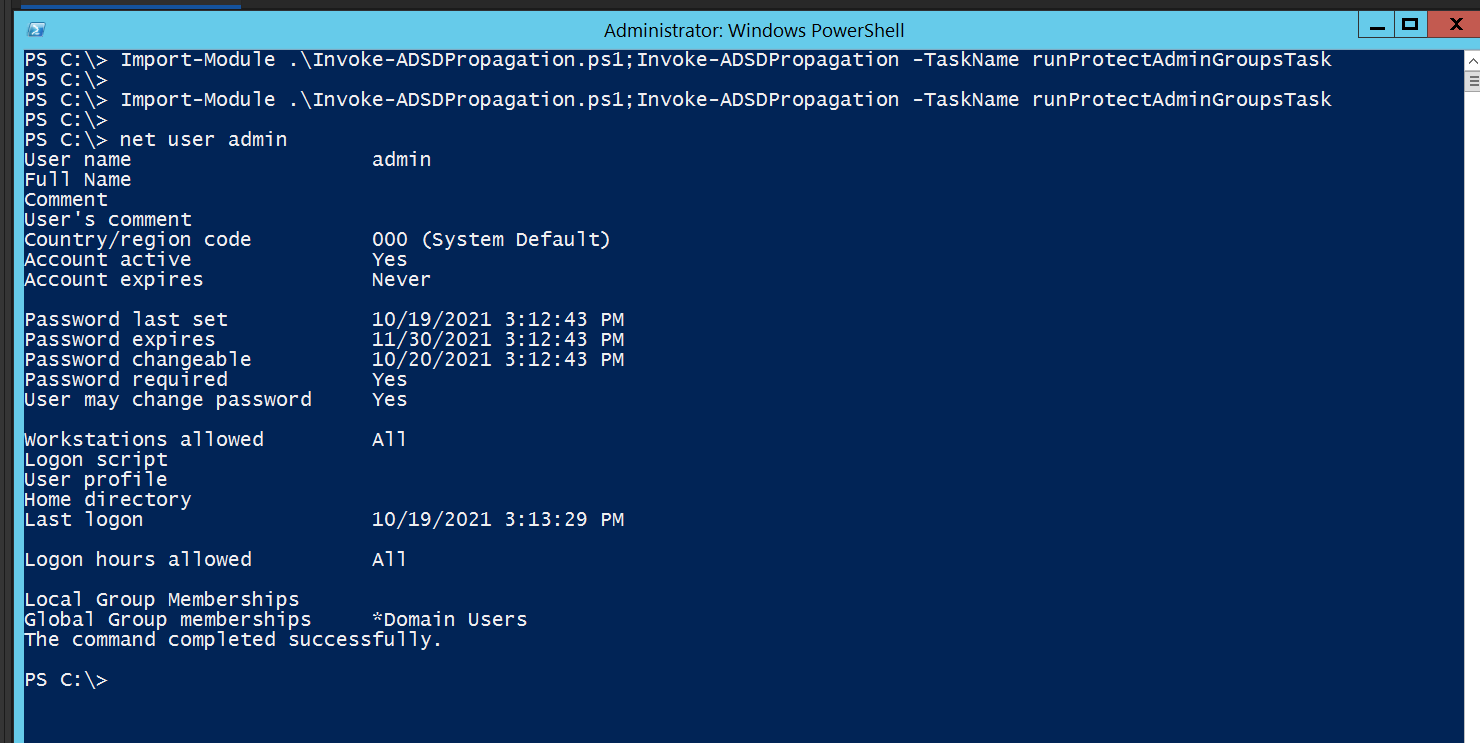 Administrator: Windows PowerShell
PS C:\> Import-Module .\Invoke-ADSDPropagation.ps1;Invoke-ADSDPropagation -TaskName runProtectAdminGroupsTask
PS C:\>
PS C:\> Import-Module .\Invoke-ADSDPropagation.ps1;Invoke-ADSDPropagation -TaskName runProtectAdminGroupsTask
PS C:\>
PS C:\> net user admin
User name                    admin
Full Name
Comment
User's comment
Country/region code          000 (System Default)
Account active               Yes
Account expires              Never

Password last set            10/19/2021 3:12:43 PM
Password expires             11/30/2021 3:12:43 PM
Password changeable          10/20/2021 3:12:43 PM
Password required            Yes
User may change password     Yes

Workstations allowed         All
Logon script
User profile
Home directory
Last logon                   10/19/2021 3:13:29 PM

Logon hours allowed          All

Local Group Memberships
Global Group memberships     *Domain Users
The command completed successfully.

PS C:\>